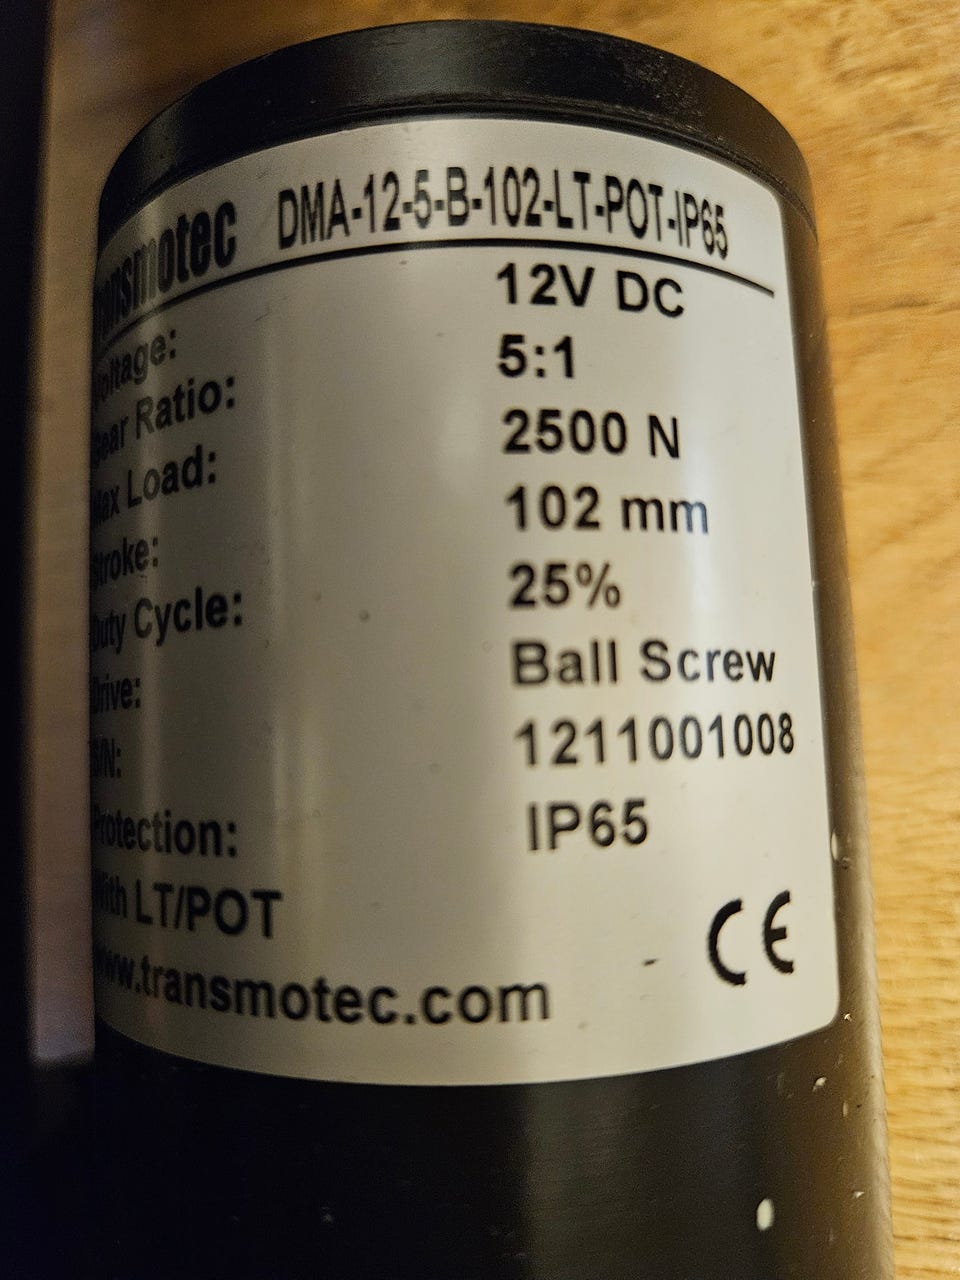 Transmotec DMA-12-5-B-102-LT-POT-IP65
Voltage: 12V DC
Gear Ratio: 5:1
Max Load: 2500 N
Stroke: 102 mm
Duty Cycle: 25%
Drive: Ball Screw
S/N: 1211001008
Protection: IP65
With LT/POT
www.transmotec.com CE